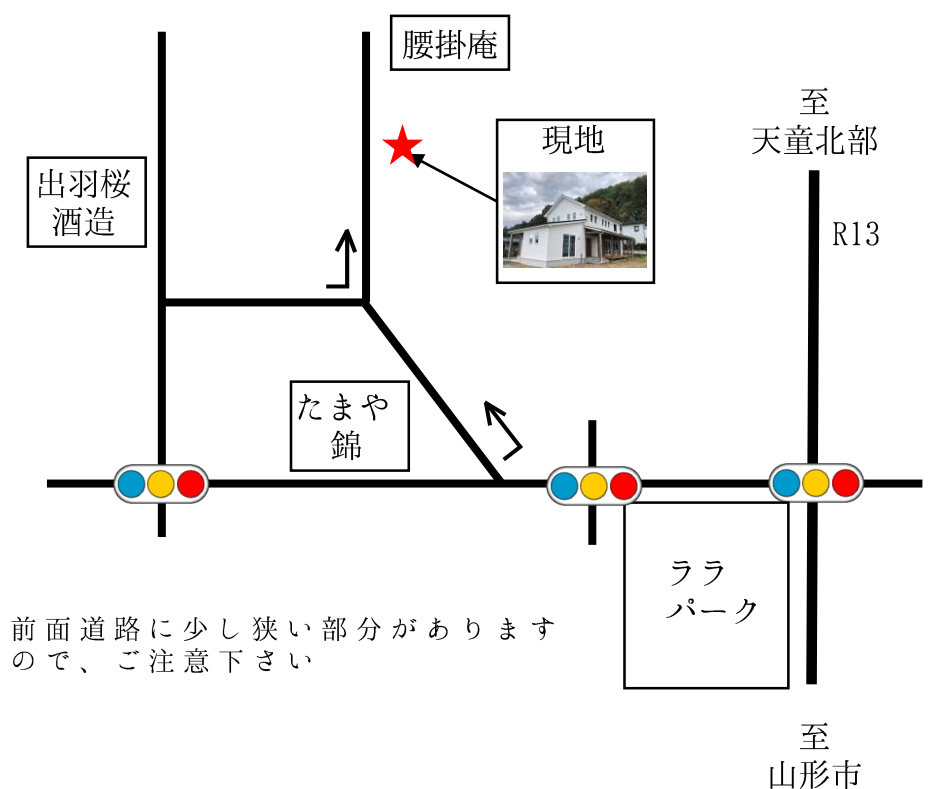 腰掛庵
現地
至
天童北部
出羽桜
酒造
R13
たまや
錦
ララ
パーク
前面道路に少し狭い部分があります
ので、ご注意下さい
至
山形市